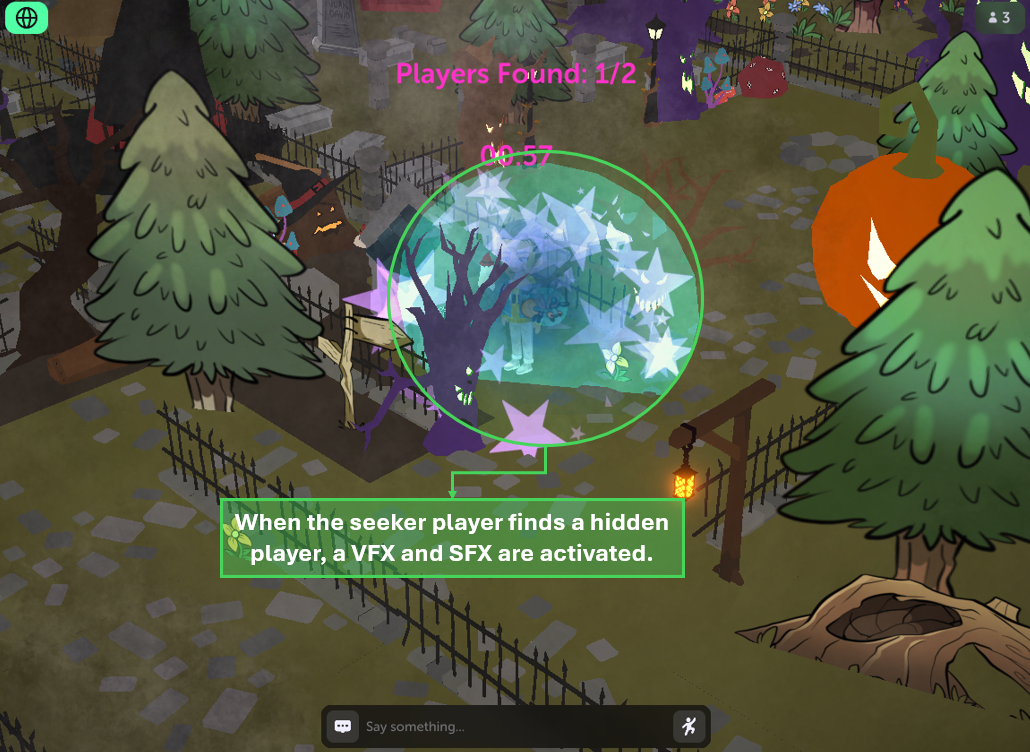 3
Players Found: 1/2
00:57
When the seeker player finds a hidden
player, a VFX and SFX are activated.
Say something...